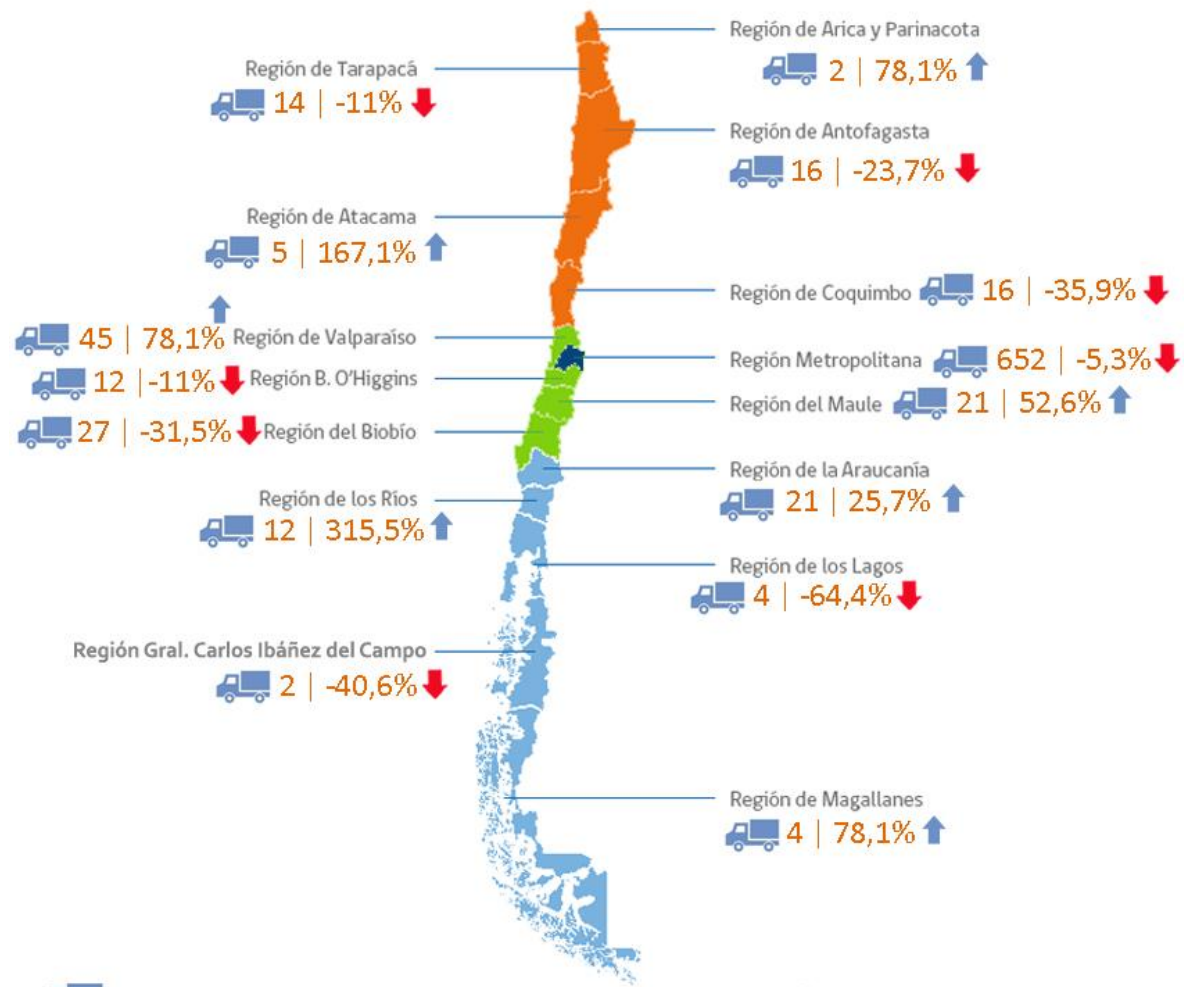 Región de Arica y Parinacota
2 | 78,1%
Región de Tarapacá
14 | -11%
Región de Antofagasta
16 | -23,7%
Región de Atacama
5 | 167,1%
Región de Coquimbo 16 | -35,9%
45 | 78,1% Región de Valparaíso
Región Metropolitana 652 | -5,3%
12 | -11% Región B. O'Higgins
Región del Maule 21 | 52,6%
27 | -31,5% Región del Biobío
Región de la Araucanía
21 | 25,7%
Región de los Ríos
12 | 315,5%
Región de los Lagos
4 | -64,4%
Región Gral. Carlos Ibáñez del Campo
2 | -40,6%
Región de Magallanes
4 | 78,1%